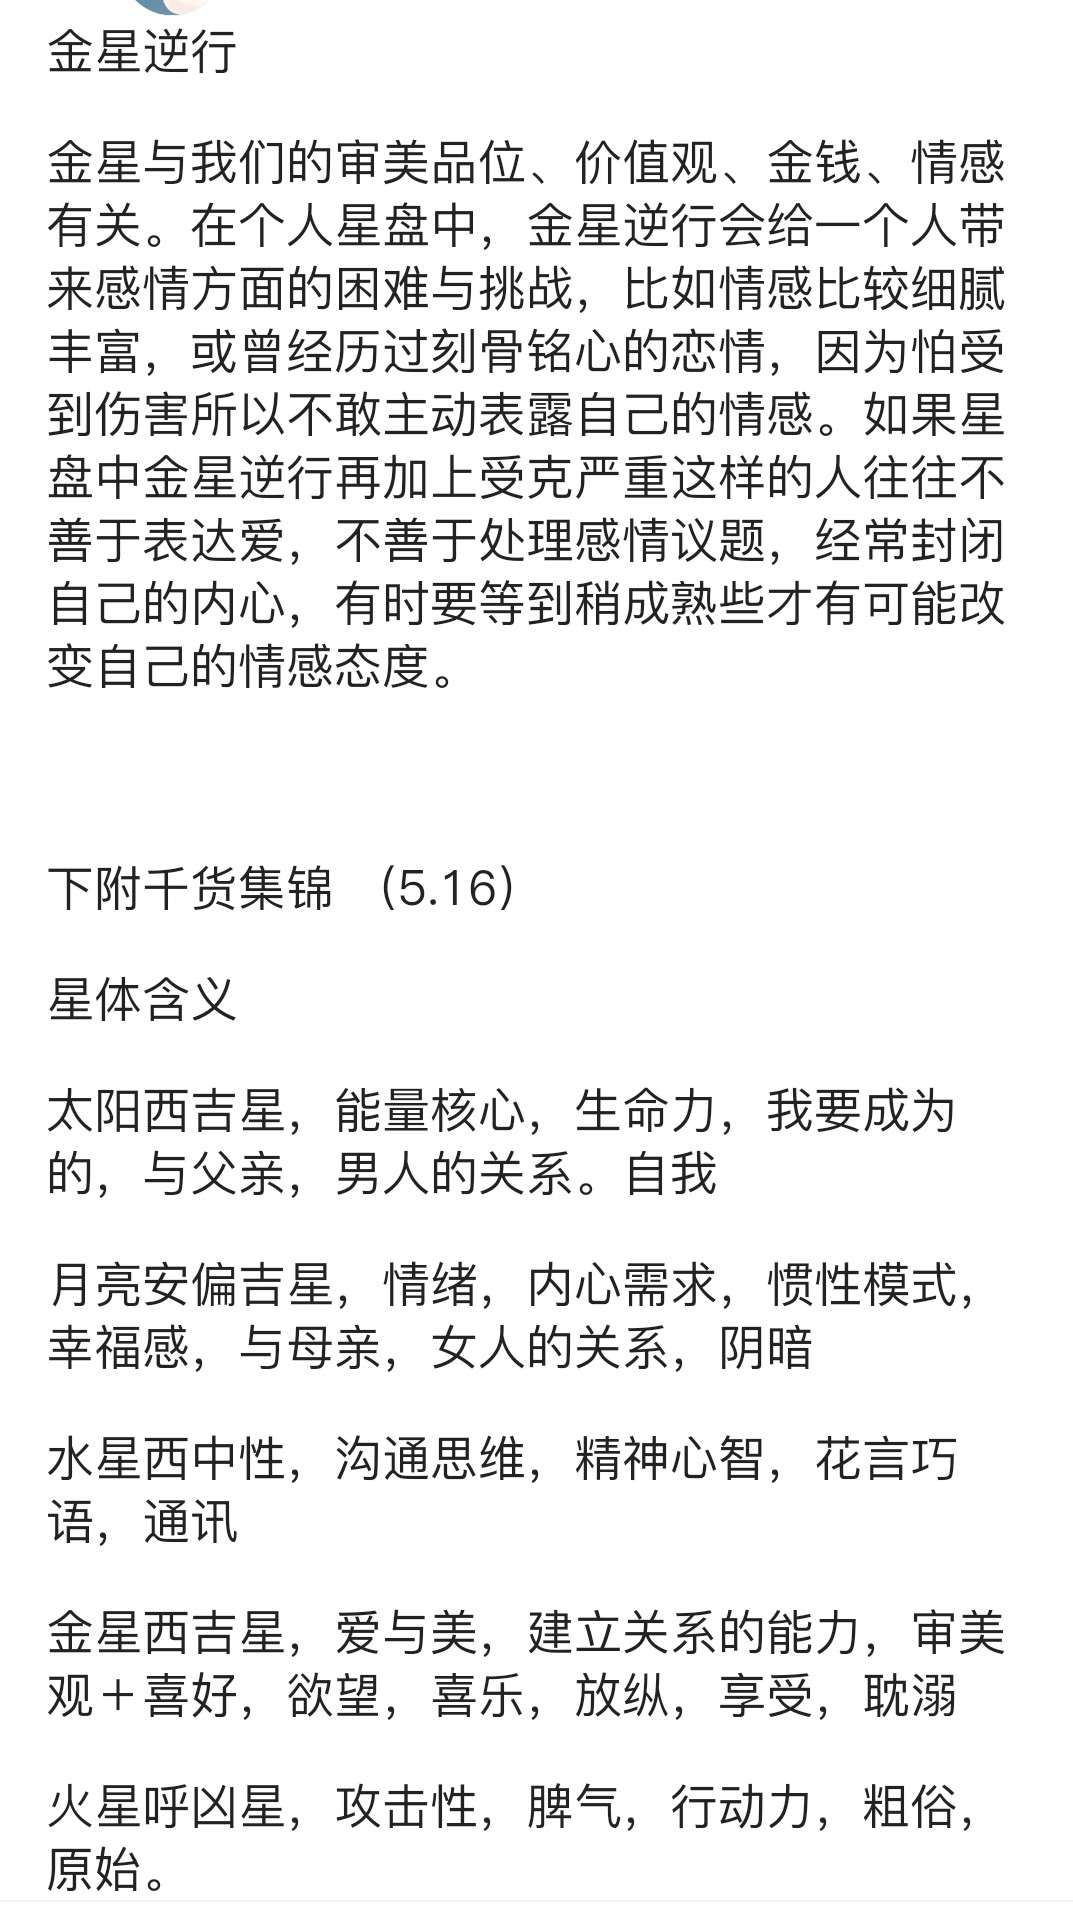 金星逆行
金星与我们的审美品位、价值观、金钱、情感
有关。在个人星盘中，金星逆行会给一个人带
来感情方面的困难与挑战，比如情感比较细腻
丰富，或曾经历过刻骨铭心的恋情，因为怕受
到伤害所以不敢主动表露自己的情感。如果星
盘中金星逆行再加上受克严重这样的人往往不
善于表达爱，不善于处理感情议题，经常封闭
自己的内心，有时要等到稍成熟些才有可能改
变自己的情感态度。
下附千货集锦 （5.16）
星体含义
太阳西吉星，能量核心，生命力，我要成为
的，与父亲，男人的关系。自我
月亮安偏吉星，情绪，内心需求，惯性模式，
幸福感，与母亲，女人的关系，阴暗
水星西中性，沟通思维，精神心智，花言巧
语，通讯
金星西吉星，爱与美，建立关系的能力，审美
观＋喜好，欲望，喜乐，放纵，享受，耽溺
火星呼凶星，攻击性，脾气，行动力，粗俗，
原始。